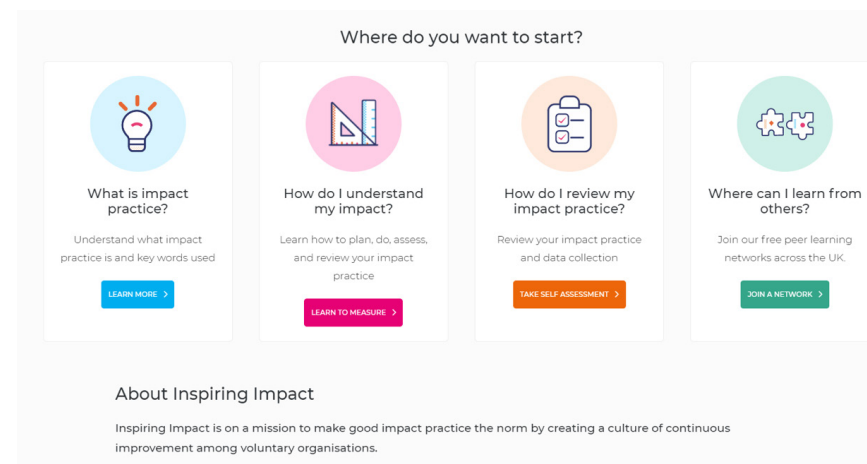 Where do you want to start?
What is impact
practice?
Understand what impact
practice is and key words used
LEARN MORE >
How do I understand
my impact?
Learn how to plan, do, assess,
and review your impact
practice
LEARN TO MEASURE >
How do I review my
impact practice?
Review your impact practice
and data collection
TAKE SELF ASSESSMENT >
Where can I learn from
others?
Join our free peer learning
networks across the UK.
JOIN A NETWORK >
About Inspiring Impact
Inspiring Impact is on a mission to make good impact practice the norm by creating a culture of continuous
improvement among voluntary organisations.